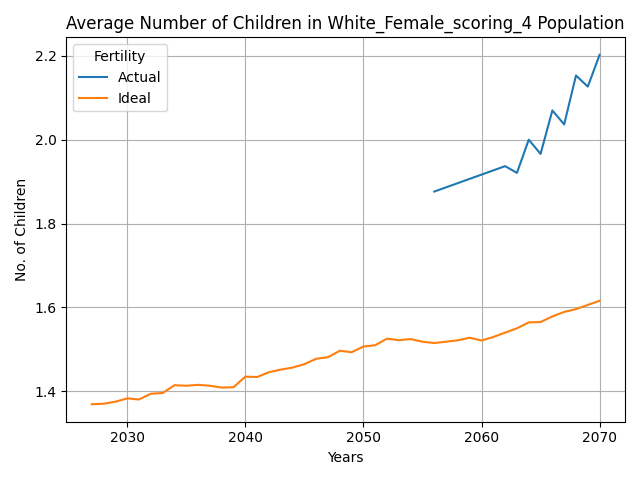 Average Number of Children in White_Female_scoring_4 Population
Fertility
Actual
Ideal
No. of Children
2.2
2.0
1.8
1.6
1.4
2030 2040 2050 2060 2070
Years